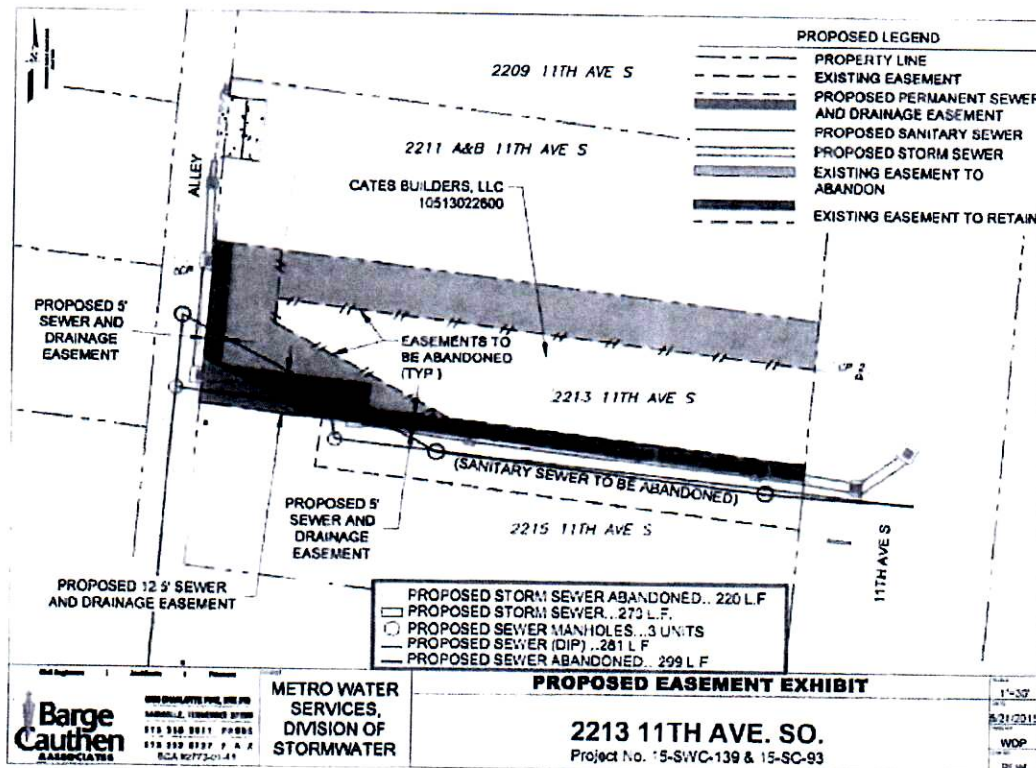 PROPOSED LEGEND
PROPERTY LINE
EXISTING EASEMENT
PROPOSED PERMANENT SEWER
AND DRAINAGE EASEMENT
PROPOSED SANITARY SEWER
PROPOSED STORM SEWER
EXISTING EASEMENT TO
ABANDON
EXISTING EASEMENT TO RETAIN
2209 11TH AVE S
2211 A&B 11TH AVE S
ALLEY
CATES BUILDERS, LLC
10513022600
PROPOSED 5'
SEWER AND
DRAINAGE
EASEMENT
EASEMENTS TO
BE ABANDONED
(TYP)
2213 11TH AVE S
(SANITARY SEWER TO BE ABANDONED)
PROPOSED 5'
SEWER AND
DRAINAGE
EASEMENT
2215 11TH AVE S
11TH AVE S
PROPOSED 12 5' SEWER
AND DRAINAGE EASEMENT
PROPOSED STORM SEWER ABANDONED.. 220 L.F
PROPOSED STORM SEWER...273 L.F.
PROPOSED SEWER MANHOLES...3 UNITS
PROPOSED SEWER (DIP) ..281 L F
PROPOSED SEWER ABANDONED.. 299 L F
Barge
Cauthen
& ASSOCIATES
METRO WATER
SERVICES,
DIVISION OF
STORMWATER
PROPOSED EASEMENT EXHIBIT
2213 11TH AVE. SO.
Project No. 15-SWC-139 & 15-SC-93
1"=30'
5/21/2015
WDP